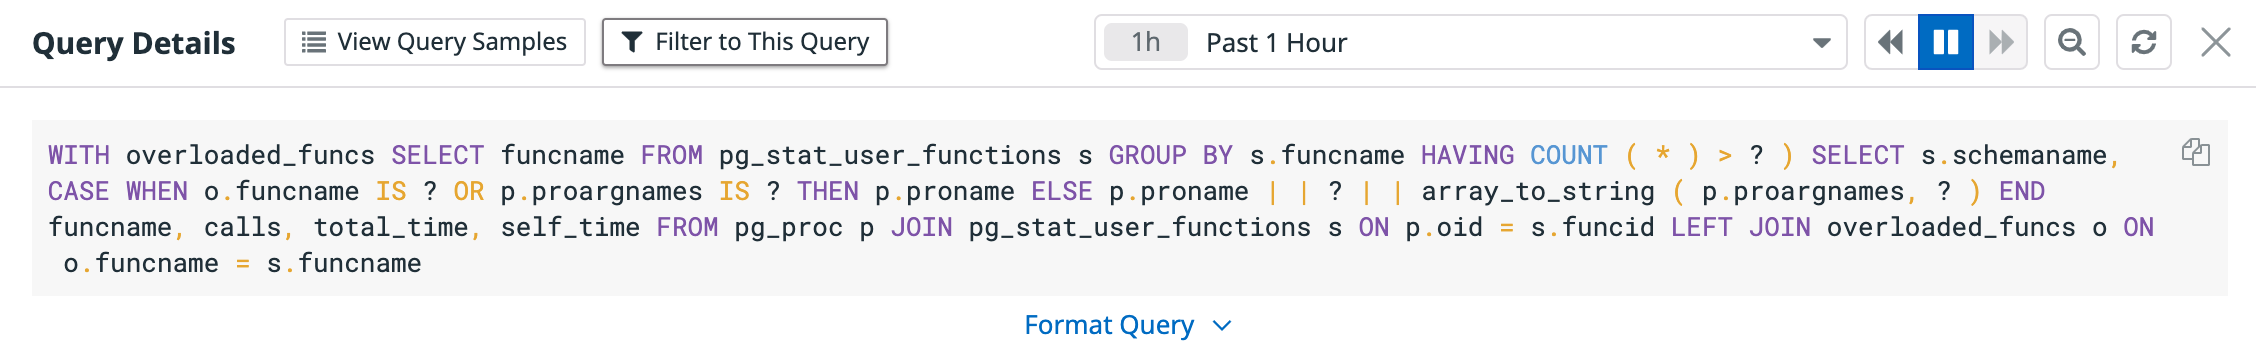 Query Details View Query Samples Filter to This Query 1h Past 1 Hour
WITH overloaded_funcs SELECT funcname FROM pg_stat_user_functions s GROUP BY s.funcname HAVING COUNT ( * ) > ? ) SELECT s.schemaname,
CASE WHEN o.funcname IS ? OR p.proargnames IS ? THEN p.proname ELSE p.proname | | ? | | array_to_string ( p.proargnames, ? ) END
funcname, calls, total_time, self_time FROM pg_proc p JOIN pg_stat_user_functions s ON p.oid = s.funcid LEFT JOIN overloaded_funcs o ON
o.funcname = s.funcname
Format Query